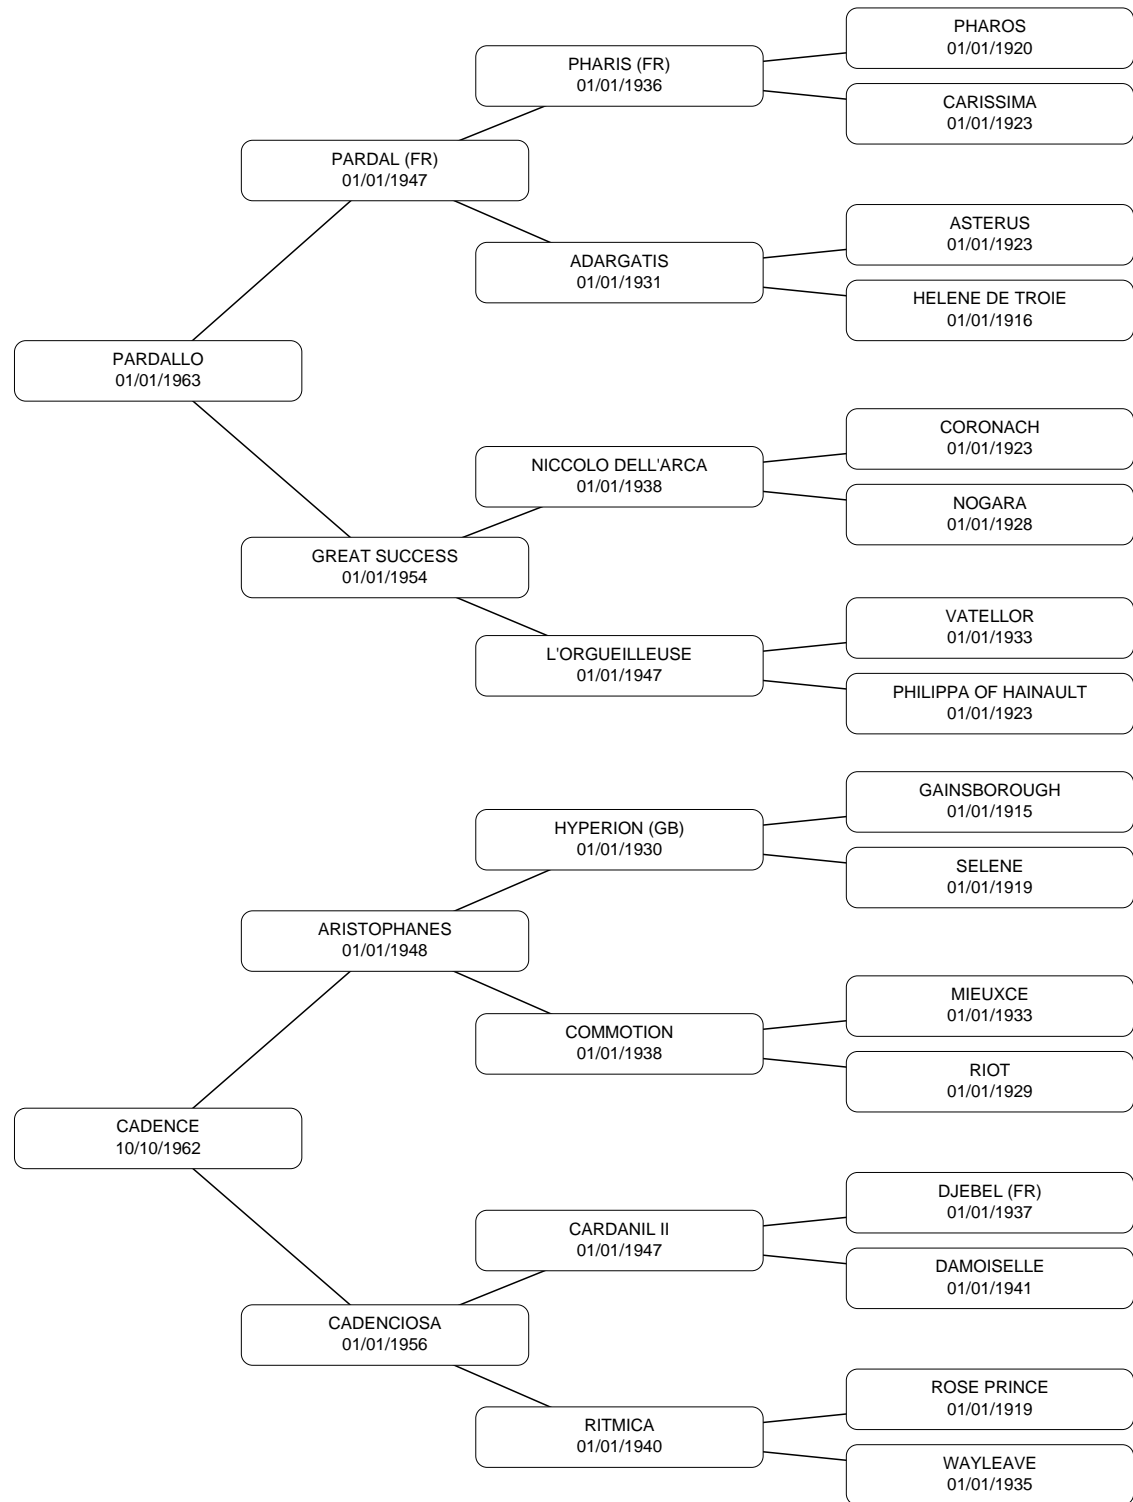 PHAROS
01/01/1920
PHARIS (FR)
01/01/1936
CARISSIMA
01/01/1923
PARDAL (FR)
01/01/1947
ASTERUS
01/01/1923
ADARGATIS
01/01/1931
HELENE DE TROIE
01/01/1916
PARDALLO
01/01/1963
CORONACH
01/01/1923
NICCOLO DELL'ARCA
01/01/1938
NOGARA
01/01/1928
GREAT SUCCESS
01/01/1954
VATELLOR
01/01/1933
L'ORGUEILLEUSE
01/01/1947
PHILIPPA OF HAINAULT
01/01/1923
GAINSBOROUGH
01/01/1915
HYPERION (GB)
01/01/1930
SELENE
01/01/1919
ARISTOPHANES
01/01/1948
MIEUXCE
01/01/1933
COMMOTION
01/01/1938
RIOT
01/01/1929
CADENCE
10/10/1962
DJEBEL (FR)
01/01/1937
CARDANIL II
01/01/1947
DAMOISELLE
01/01/1941
CADENCIOSA
01/01/1956
ROSE PRINCE
01/01/1919
RITMICA
01/01/1940
WAYLEAVE
01/01/1935